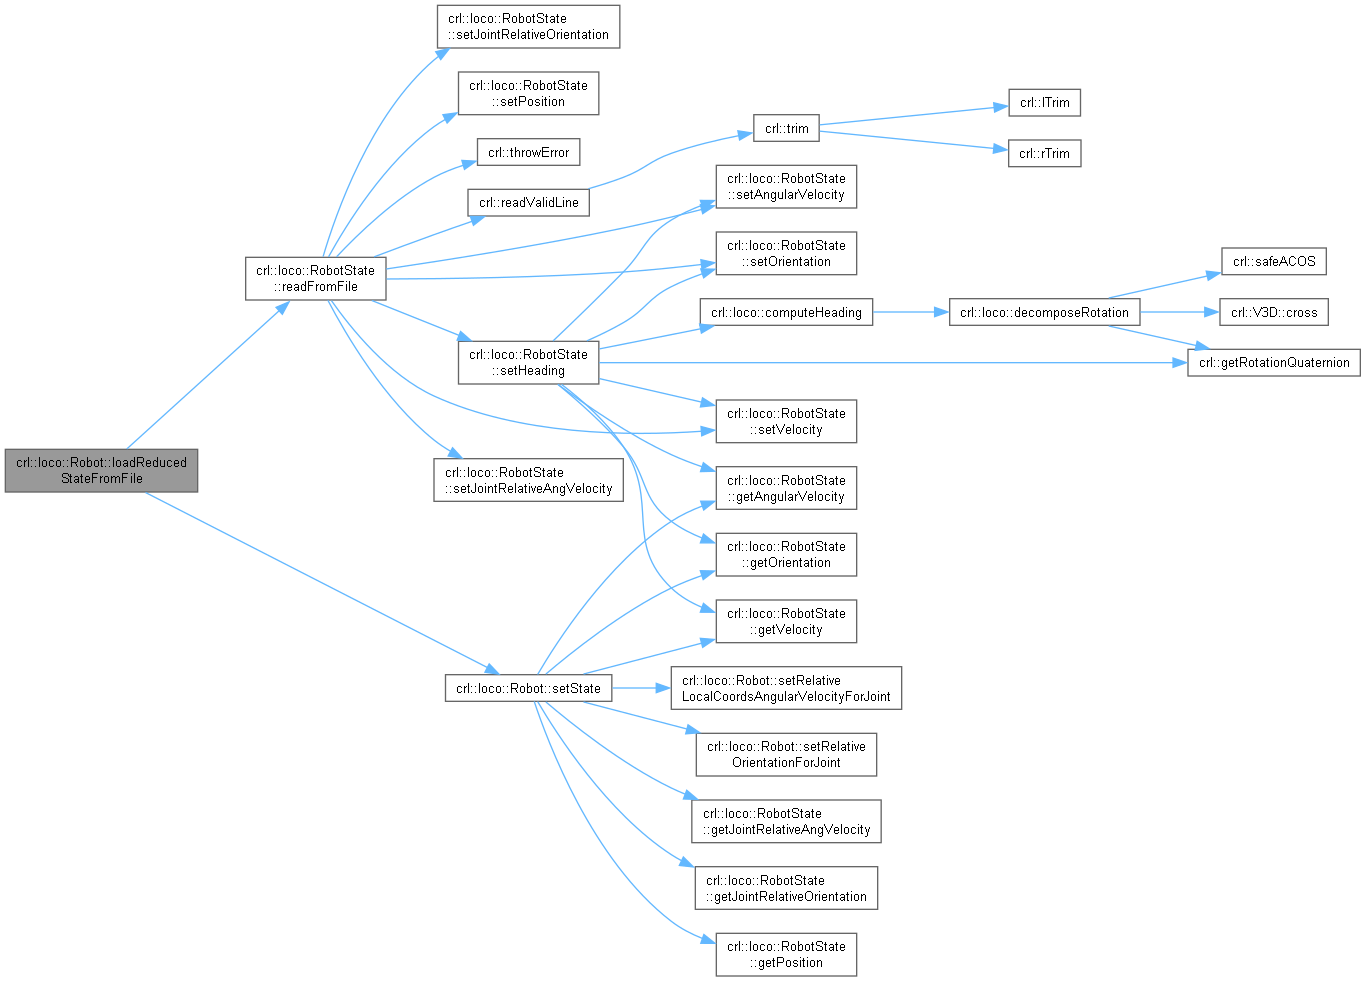 crl::loco::RobotState
::setJointRelativeOrientation
crl::loco::RobotState
::setPosition
crl::throwError
crl::readValidLine
crl::trim
crl::lTrim
crl::rTrim
crl::loco::RobotState
::setAngularVelocity
crl::loco::RobotState
::setOrientation
crl::loco::RobotState
::readFromFile
crl::loco::computeHeading
crl::loco::decomposeRotation
crl::safeACOS
crl::V3D::cross
crl::getRotationQuaternion
crl::loco::RobotState
::setHeading
crl::loco::RobotState
::setVelocity
crl::loco::Robot::loadReduced
StateFromFile
crl::loco::RobotState
::setJointRelativeAngVelocity
crl::loco::RobotState
::getAngularVelocity
crl::loco::RobotState
::getOrientation
crl::loco::RobotState
::getVelocity
crl::loco::Robot::setState
crl::loco::Robot::setRelative
LocalCoordsAngularVelocityForJoint
crl::loco::Robot::setRelative
OrientationForJoint
crl::loco::RobotState
::getJointRelativeAngVelocity
crl::loco::RobotState
::getJointRelativeOrientation
crl::loco::RobotState
::getPosition